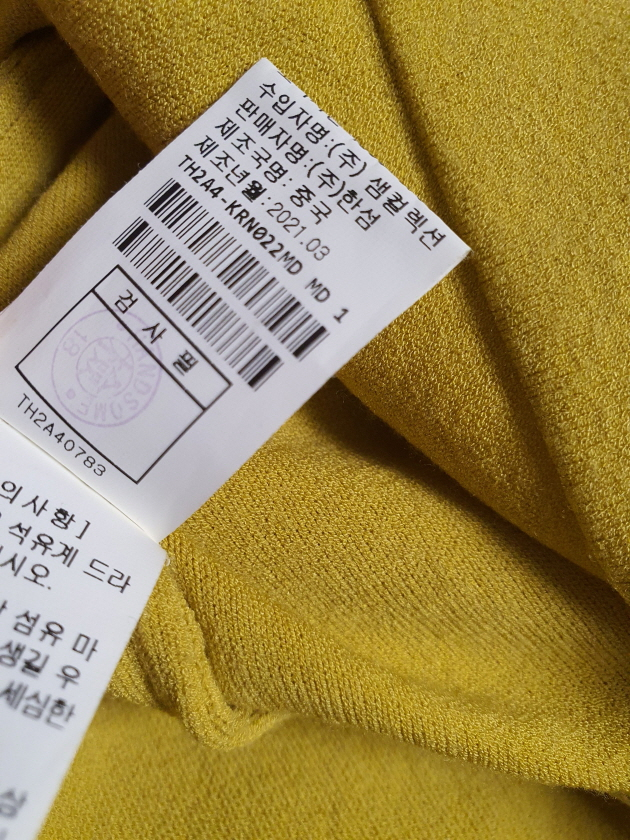 수입자명:(주) 샘컬렉션
판매자명:(주)한섬
제조국명: 중국
제조년월:2021.03
TH2A4-KRN022MD MD 1
검 사 필
HANDSOME
13
TH2A40783
의사항]
석유계 드라
시오.
섬유 마
생길 우
세심한